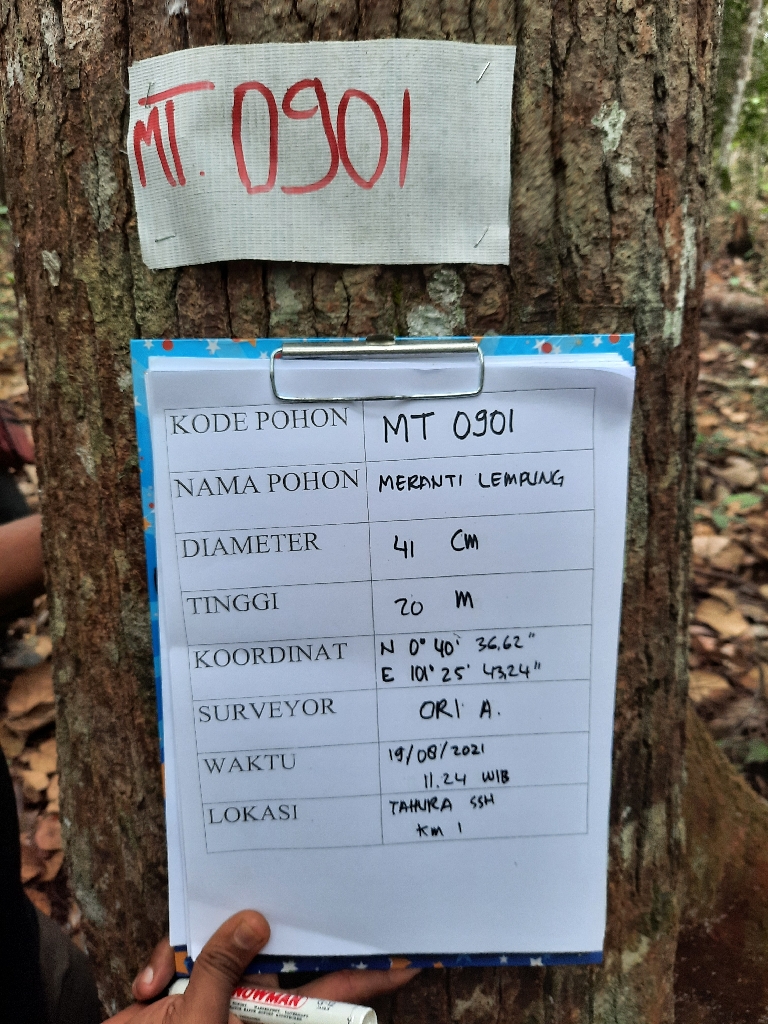 MT. 0901
KODE POHON MT 0901
NAMA POHON MERANTI LEMPUNG
DIAMETER 41 Cm
TINGGI 20 m
KOORDINAT N 0° 40' 36,62"
E 101° 25' 43,24"
SURVEYOR ORI A.
WAKTU 19/08/2021
11.24 WIB
LOKASI TAHURA SSH
Km 1
SNOWMAN